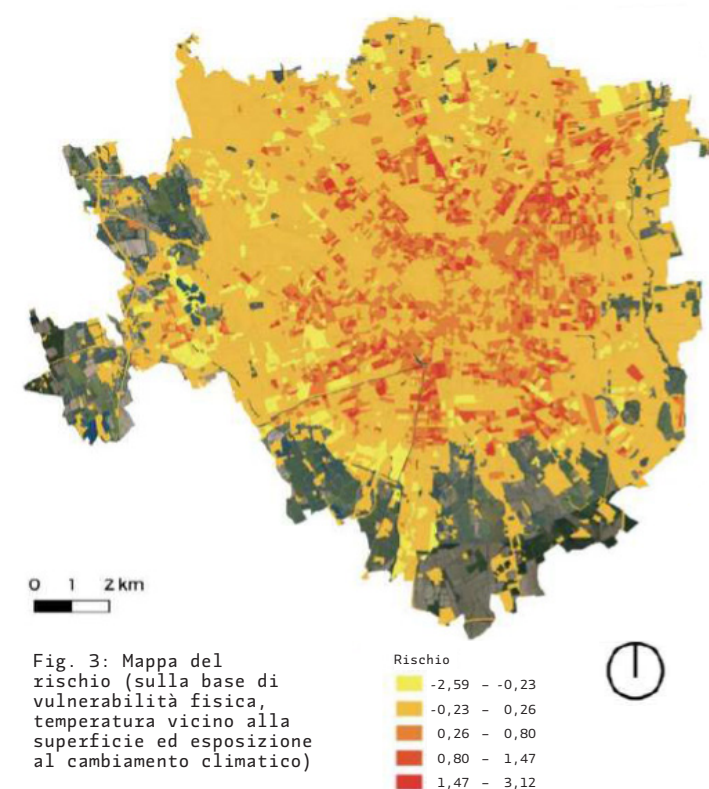 0 1 2 km
Fig. 3: Mappa del
rischio (sulla base di
vulnerabilità fisica,
temperatura vicino alla
superficie ed esposizione
al cambiamento climatico)
Rischio
-2,59 – -0,23
-0,23 – 0,26
0,26 – 0,80
0,80 – 1,47
1,47 – 3,12